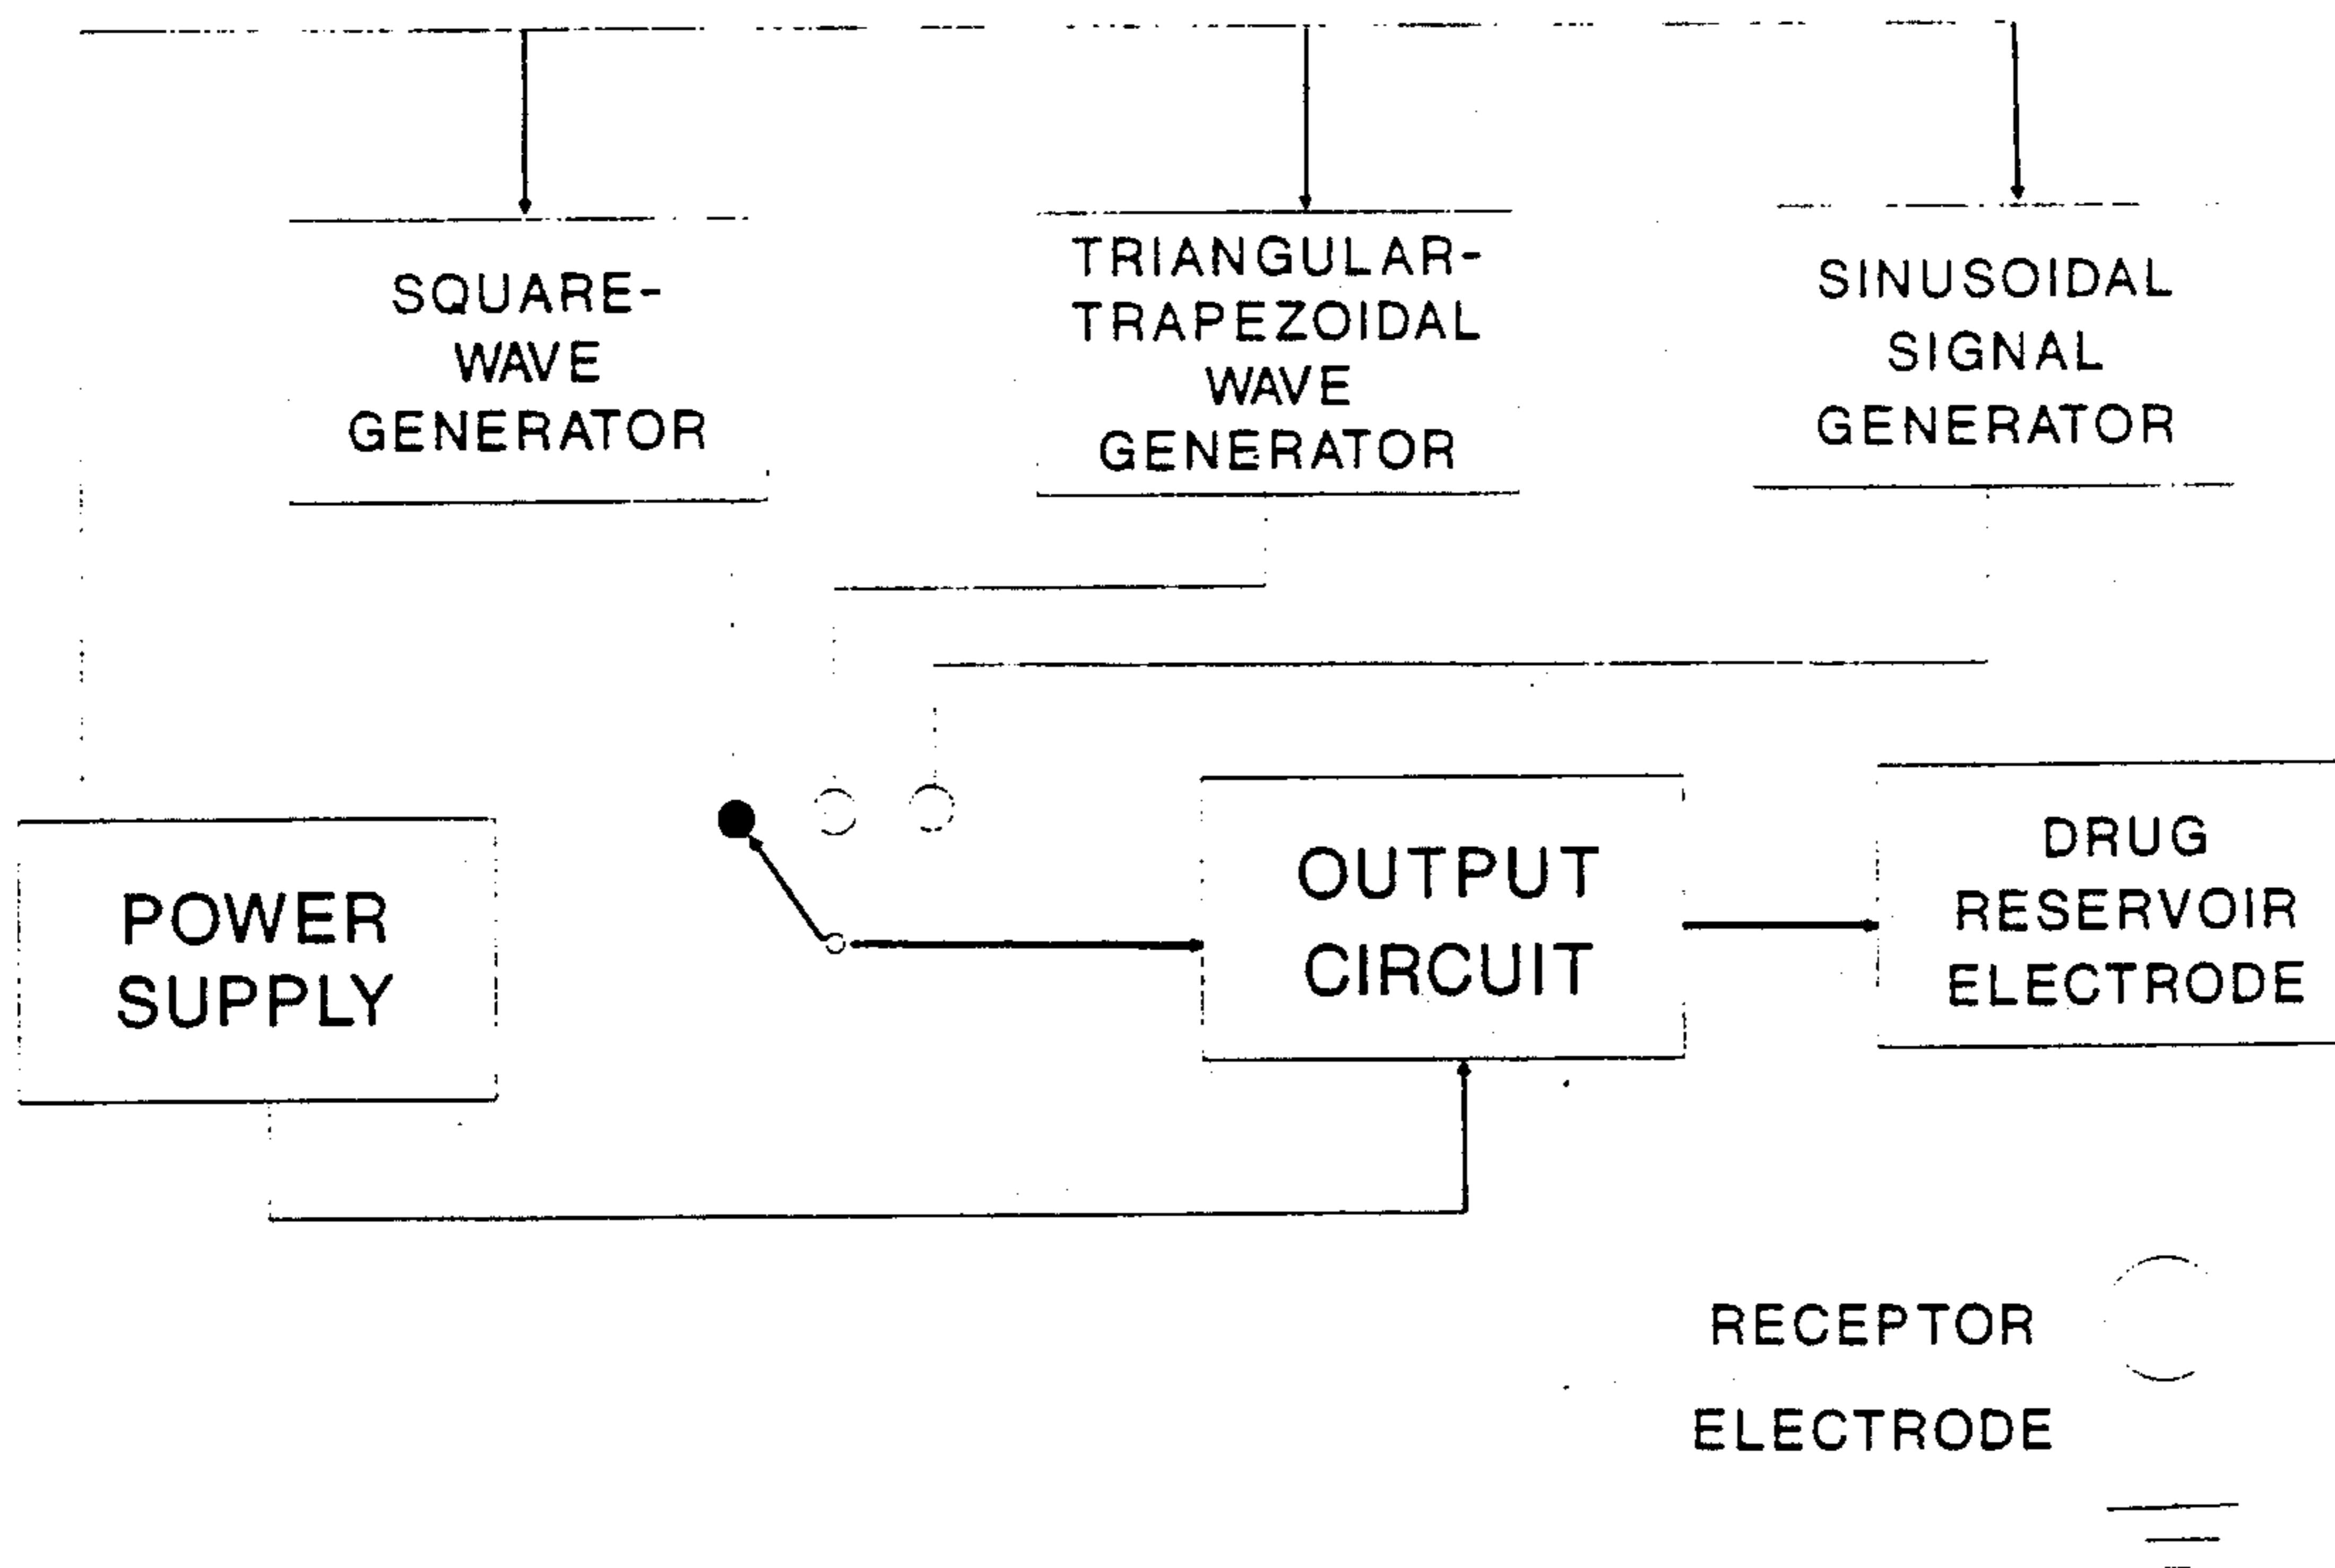 SQUARE-
WAVE
GENERATOR
TRIANGULAR-
TRAPEZOIDAL
WAVE
GENERATOR
SINUSOIDAL
SIGNAL
GENERATOR
POWER
SUPPLY
OUTPUT
CIRCUIT
DRUG
RESERVOIR
ELECTRODE
RECEPTOR
ELECTRODE